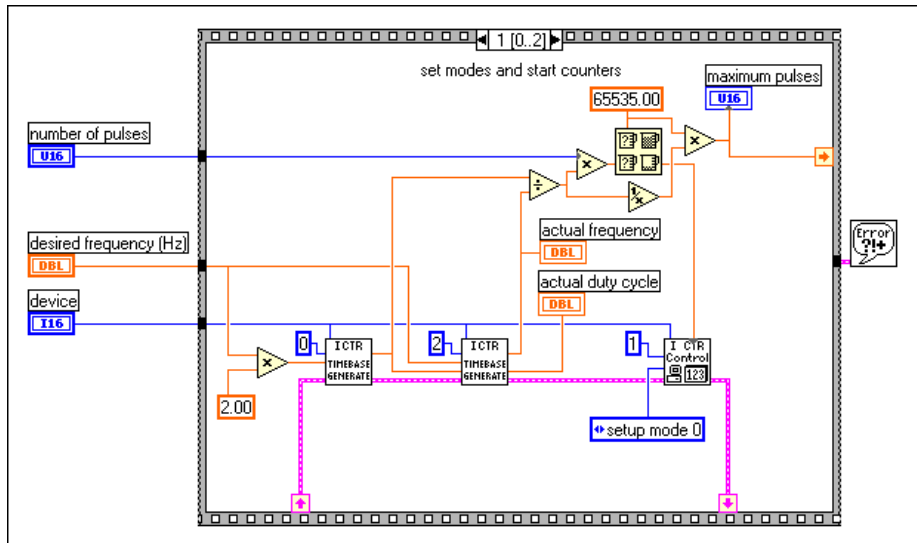 1 [0..2]
set modes and start counters
maximum pulses
U16
65535.00
number of pulses
U16
? ?
×
×
÷
1/x
desired frequency (Hz)
DBL
actual frequency
DBL
Error
?!+
device
I16
actual duty cycle
DBL
0
ICTR
TIMEBASE
GENERATE
2
ICTR
TIMEBASE
GENERATE
1
I CTR
Control
123
×
2.00
setup mode 0